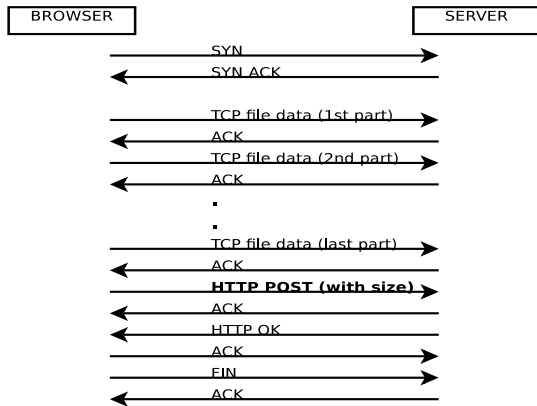 BROWSER
SERVER
SYN
SYN ACK
TCP file data (1st part)
ACK
TCP file data (2nd part)
ACK
.
.
TCP file data (last part)
ACK
HTTP POST (with size)
ACK
HTTP OK
ACK
FIN
ACK